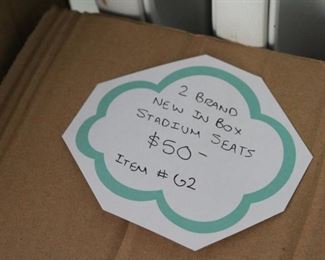 2 BRAND
NEW IN BOX
STADIUM SEATS
$50-
ITEM # 62